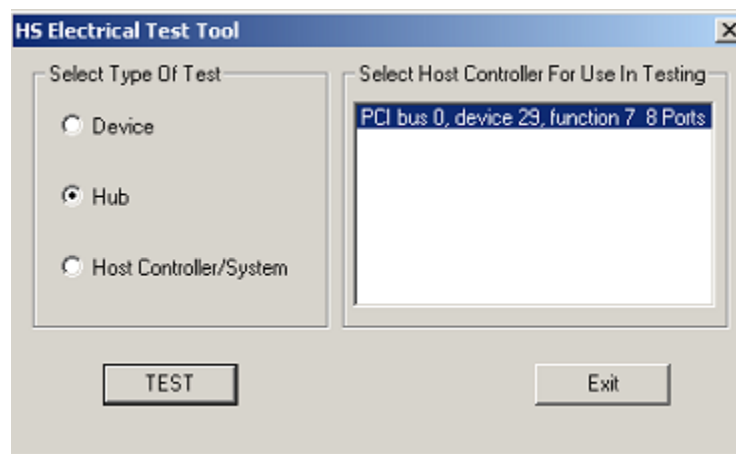 HS Electrical Test Tool
Select Type Of Test
Device
Hub
Host Controller/System
Select Host Controller For Use In Testing
PCI bus 0, device 29, function 7 8 Ports
TEST
Exit